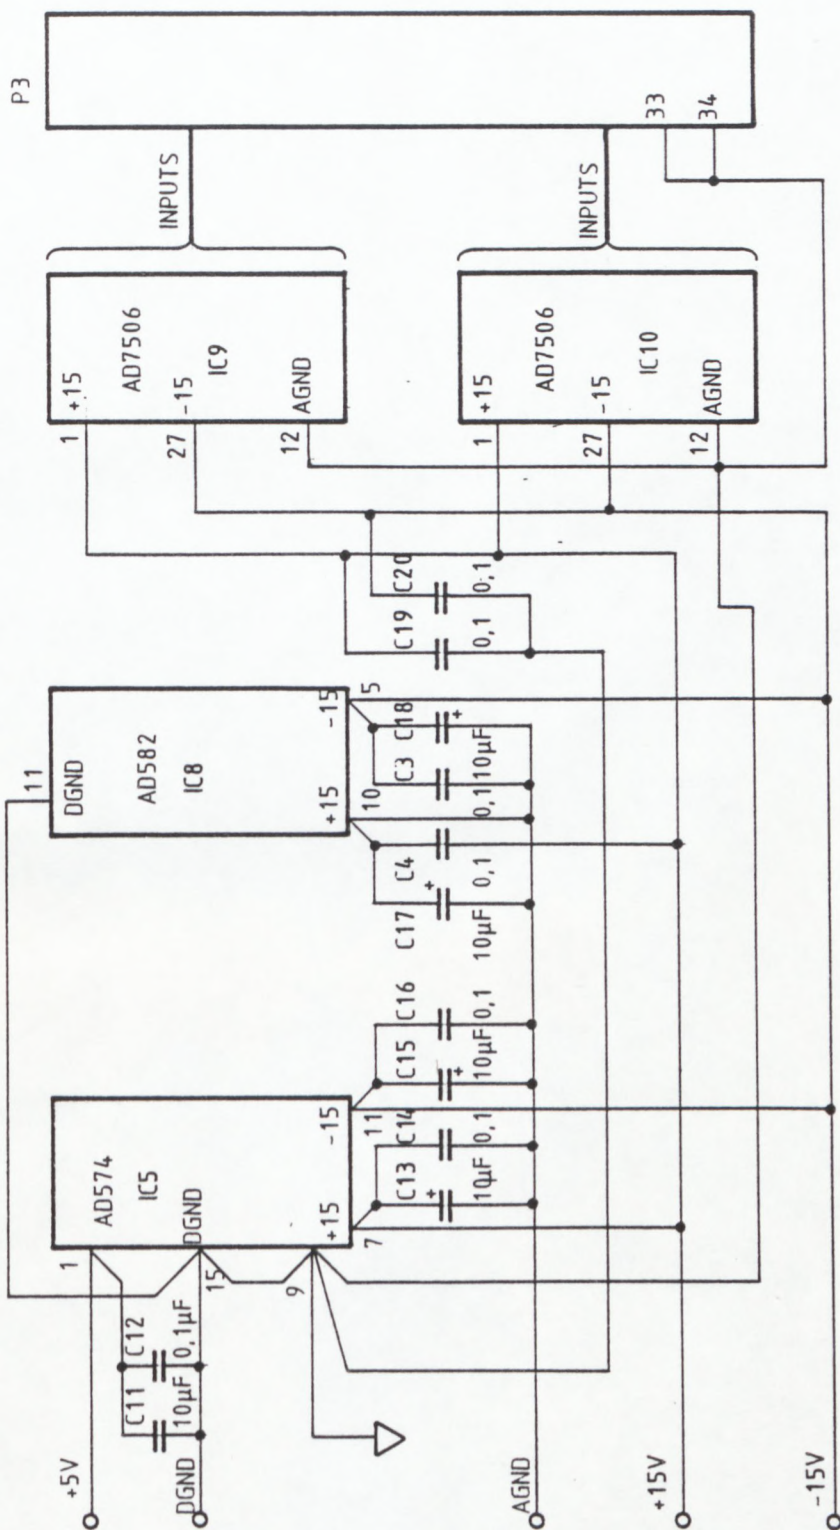 P3
33
34
INPUTS
INPUTS
+15
AD7506
-15
IC9
AGND
1
27
12
+15
AD7506
-15
IC10
AGND
1
27
12
C20
0,1
C19
0,1
11
DGND
AD582
IC8
-15
5
+15
10
C18
+
10µF
C3
0,1
C4
0,1
C17
+
10µF
AD574
IC5
DGND
-15
11
+15
7
1
15
9
C16
0,1
C15
+
10µF
C14
0,1
C13
+
10µF
C12
0,1µF
C11
10µF
+5V
DGND
AGND
+15V
-15V